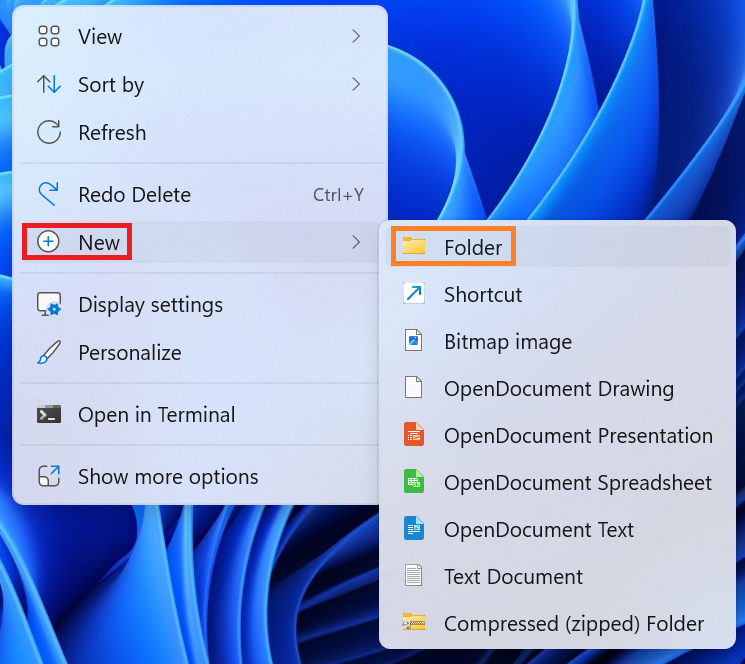 View
Sort by
Refresh
Redo Delete Ctrl+Y
New
Folder
Shortcut
Bitmap image
OpenDocument Drawing
OpenDocument Presentation
OpenDocument Spreadsheet
OpenDocument Text
Text Document
Compressed (zipped) Folder
Display settings
Personalize
Open in Terminal
Show more options